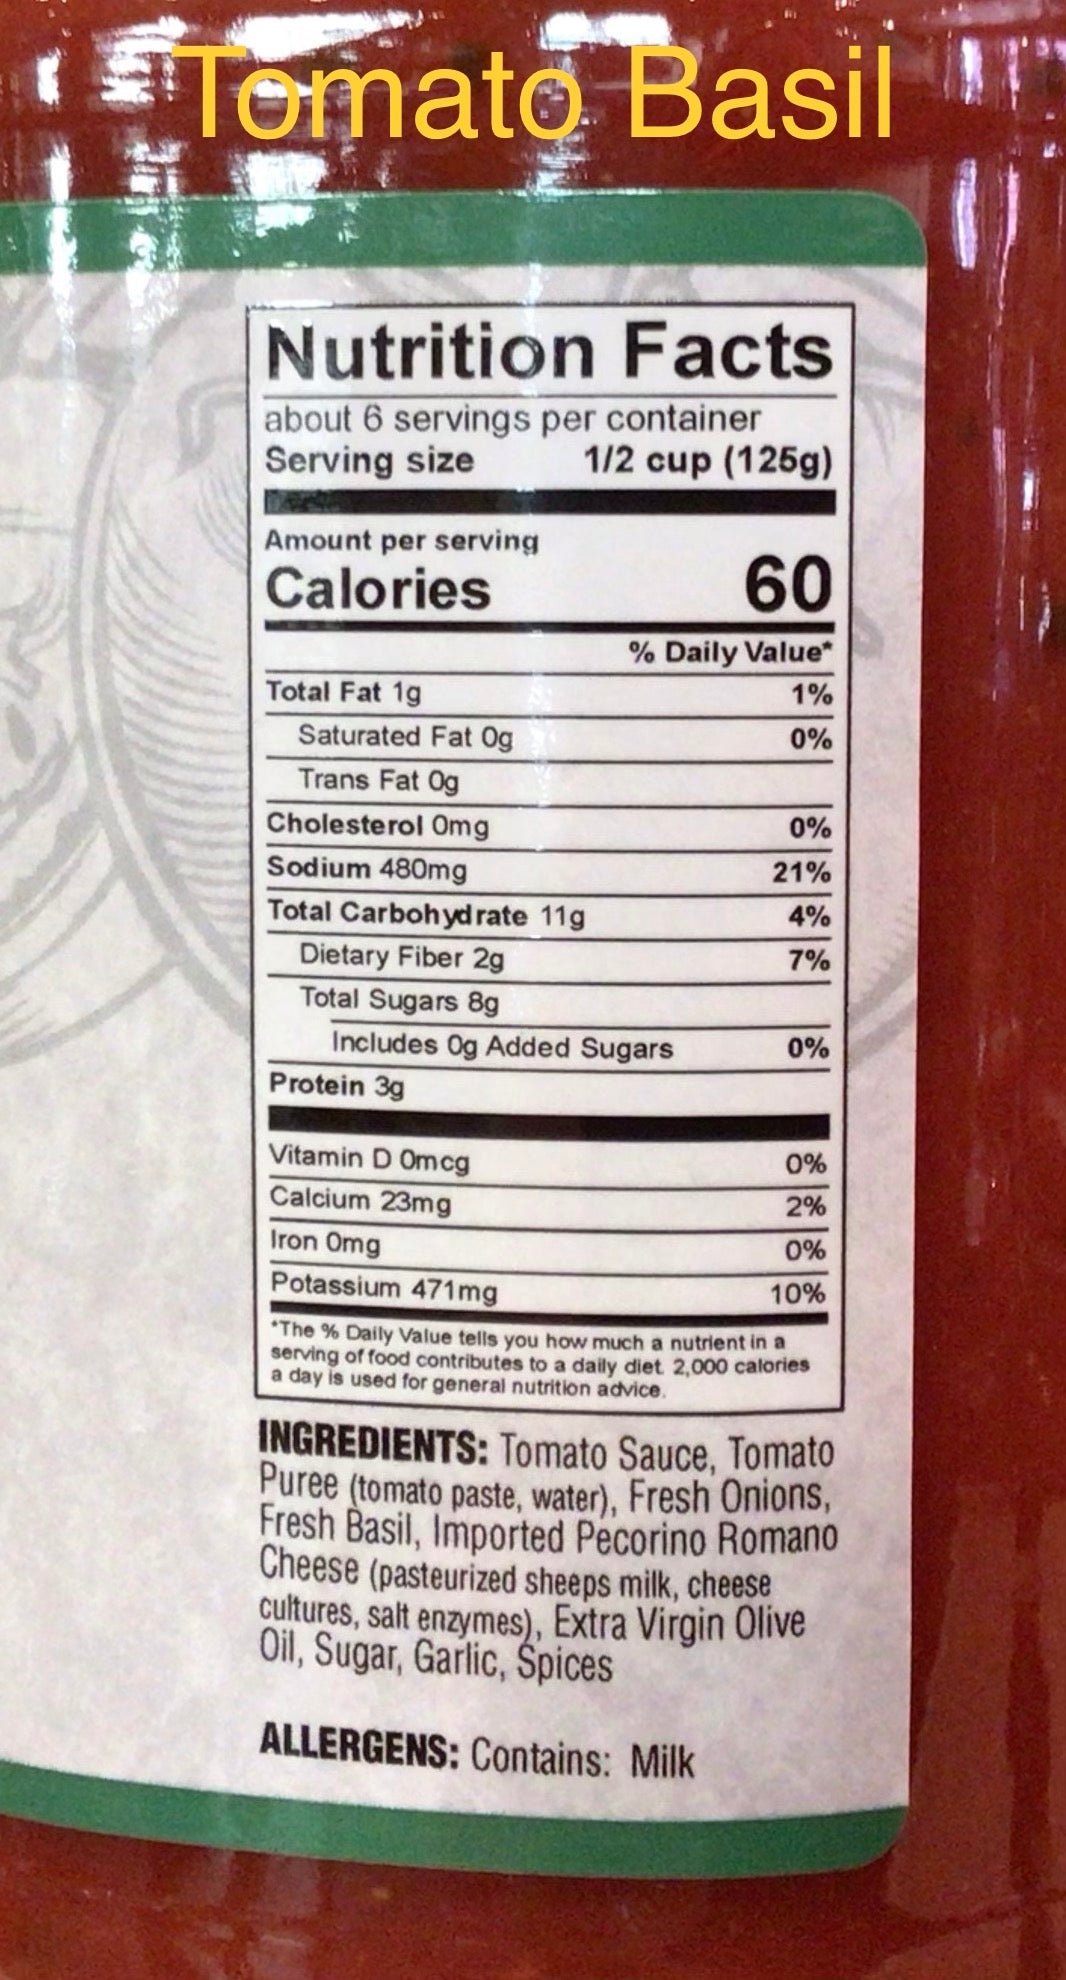 Tomato Basil
Nutrition Facts
about 6 servings per container
Serving size 1/2 cup (125g)
Amount per serving
Calories 60
% Daily Value*
Total Fat 1g 1%
Saturated Fat 0g 0%
Trans Fat 0g
Cholesterol 0mg 0%
Sodium 480mg 21%
Total Carbohydrate 11g 4%
Dietary Fiber 2g 7%
Total Sugars 8g
Includes 0g Added Sugars 0%
Protein 3g
Vitamin D 0mcg 0%
Calcium 23mg 2%
Iron 0mg 0%
Potassium 471mg 10%
*The % Daily Value tells you how much a nutrient in a
serving of food contributes to a daily diet. 2,000 calories
a day is used for general nutrition advice.
INGREDIENTS: Tomato Sauce, Tomato
Puree (tomato paste, water), Fresh Onions,
Fresh Basil, Imported Pecorino Romano
Cheese (pasteurized sheeps milk, cheese
cultures, salt enzymes), Extra Virgin Olive
Oil, Sugar, Garlic, Spices
ALLERGENS: Contains: Milk